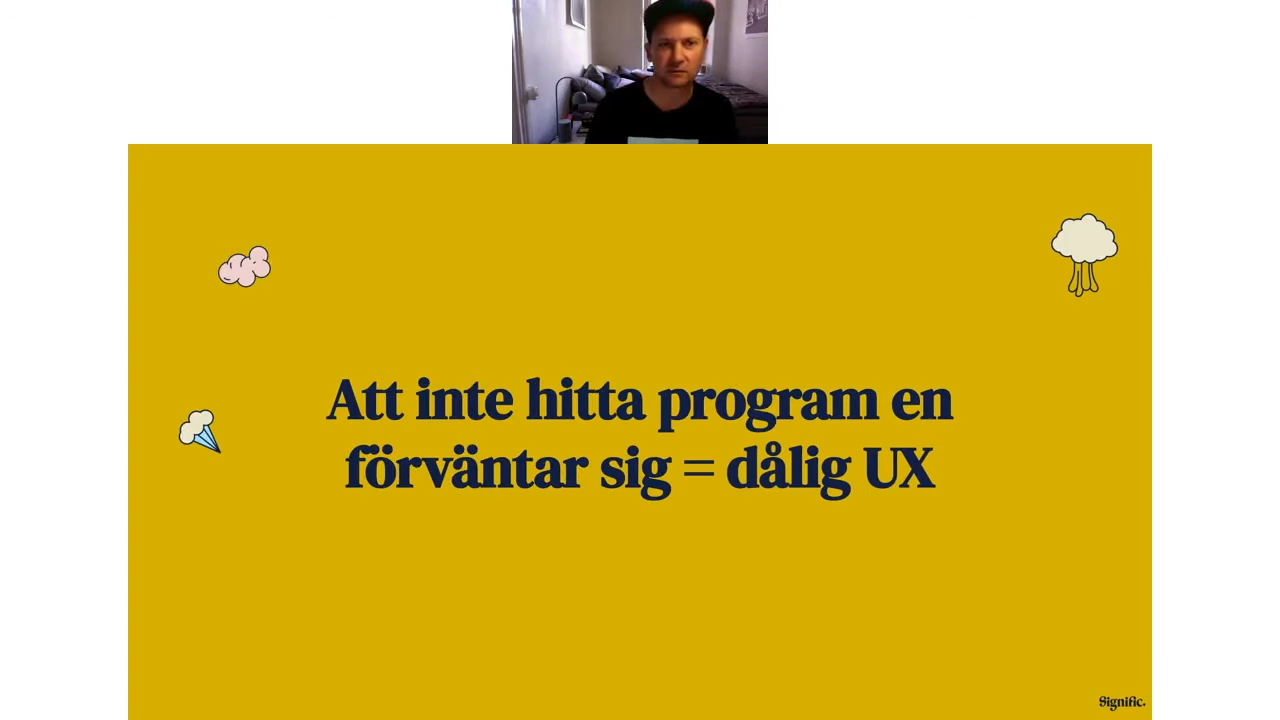 Att inte hitta program en
förväntar sig = dålig UX
Signific.